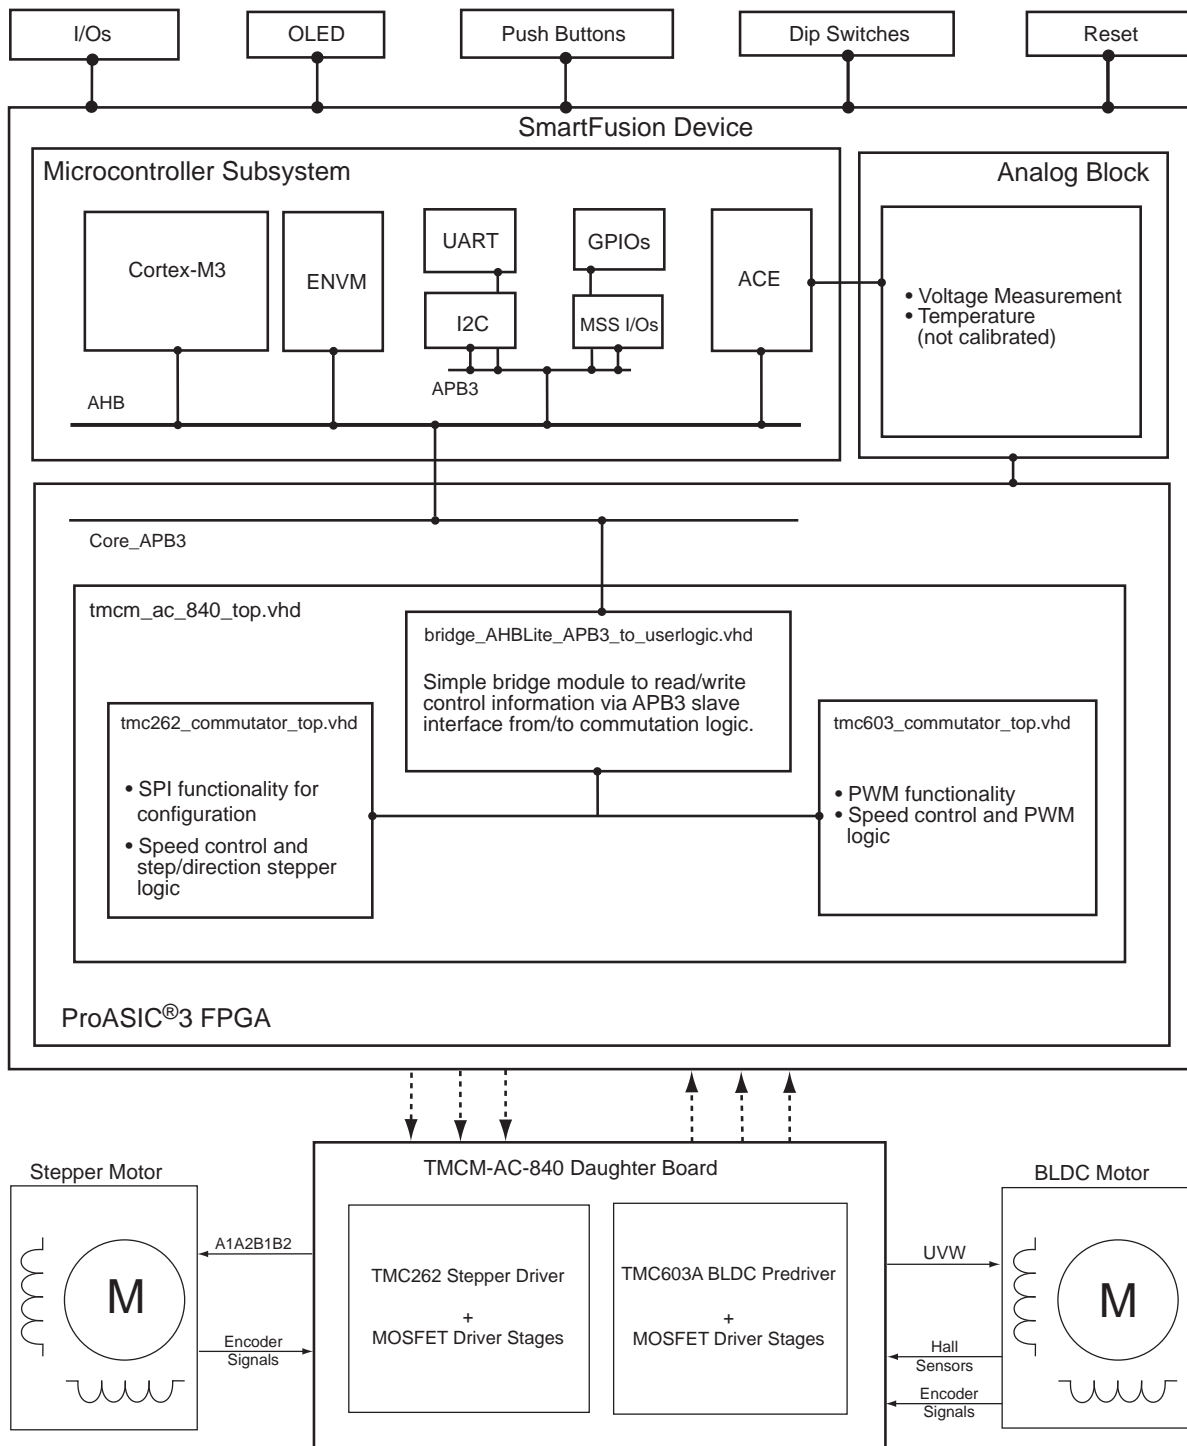 I/Os
OLED
Push Buttons
Dip Switches
Reset
SmartFusion Device
Microcontroller Subsystem
Analog Block
Cortex-M3
ENVM
UART
I2C
GPIOs
MSS I/Os
ACE
• Voltage Measurement
• Temperature
(not calibrated)
APB3
AHB
Core_APB3
tmcm_ac_840_top.vhd
bridge_AHBLite_APB3_to_userlogic.vhd
Simple bridge module to read/write
control information via APB3 slave
interface from/to commutation logic.
tmc262_commutator_top.vhd
• SPI functionality for
configuration
• Speed control and
step/direction stepper
logic
tmc603_commutator_top.vhd
• PWM functionality
• Speed control and PWM
logic
ProASIC®3 FPGA
TMCM-AC-840 Daughter Board
Stepper Motor
M
A1A2B1B2
Encoder
Signals
TMC262 Stepper Driver
+
MOSFET Driver Stages
TMC603A BLDC Predriver
+
MOSFET Driver Stages
BLDC Motor
UVW
M
Hall
Sensors
Encoder
Signals